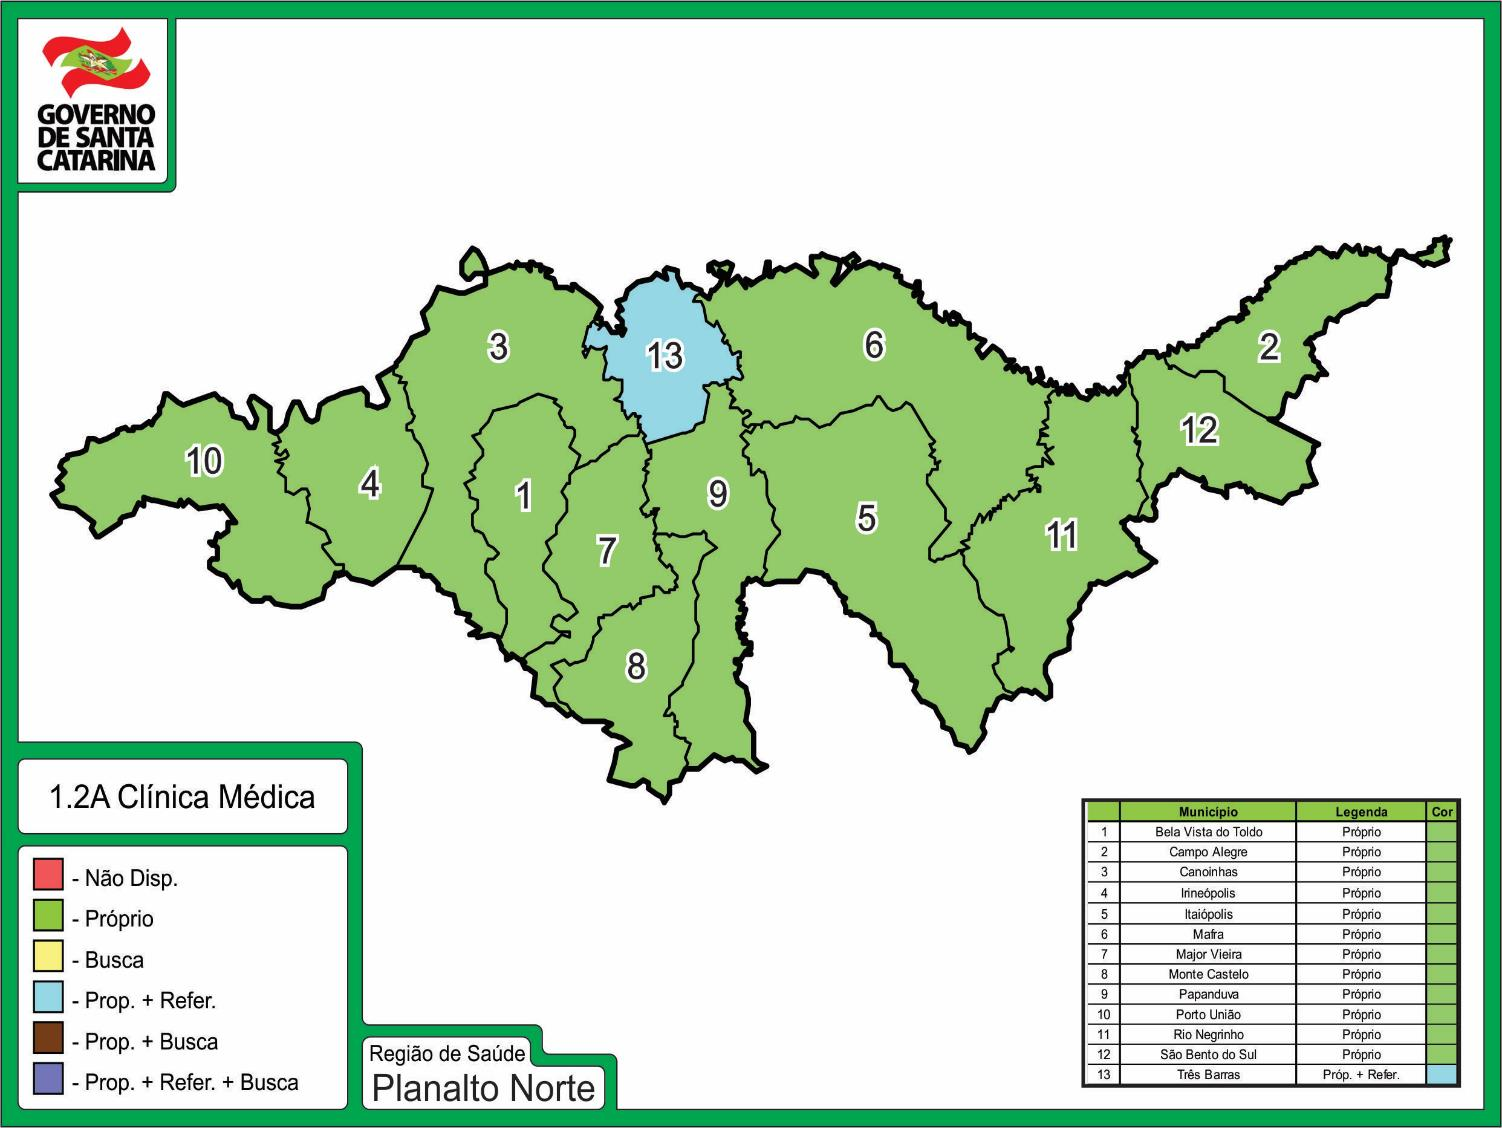 GOVERNO
DE SANTA
CATARINA
3
13
6
2
12
10
4
1
9
5
11
7
8
1.2A Clínica Médica
- Não Disp.
- Próprio
- Busca
- Prop. + Refer.
- Prop. + Busca
- Prop. + Refer. + Busca
Região de Saúde
Planalto Norte
Município Legenda Cor
1 Bela Vista do Toldo Próprio
2 Campo Alegre Próprio
3 Canoinhas Próprio
4 Irineópolis Próprio
5 Itaiópolis Próprio
6 Mafra Próprio
7 Major Vieira Próprio
8 Monte Castelo Próprio
9 Papanduva Próprio
10 Porto União Próprio
11 Rio Negrinho Próprio
12 São Bento do Sul Próprio
13 Três Barras Próp. + Refer.